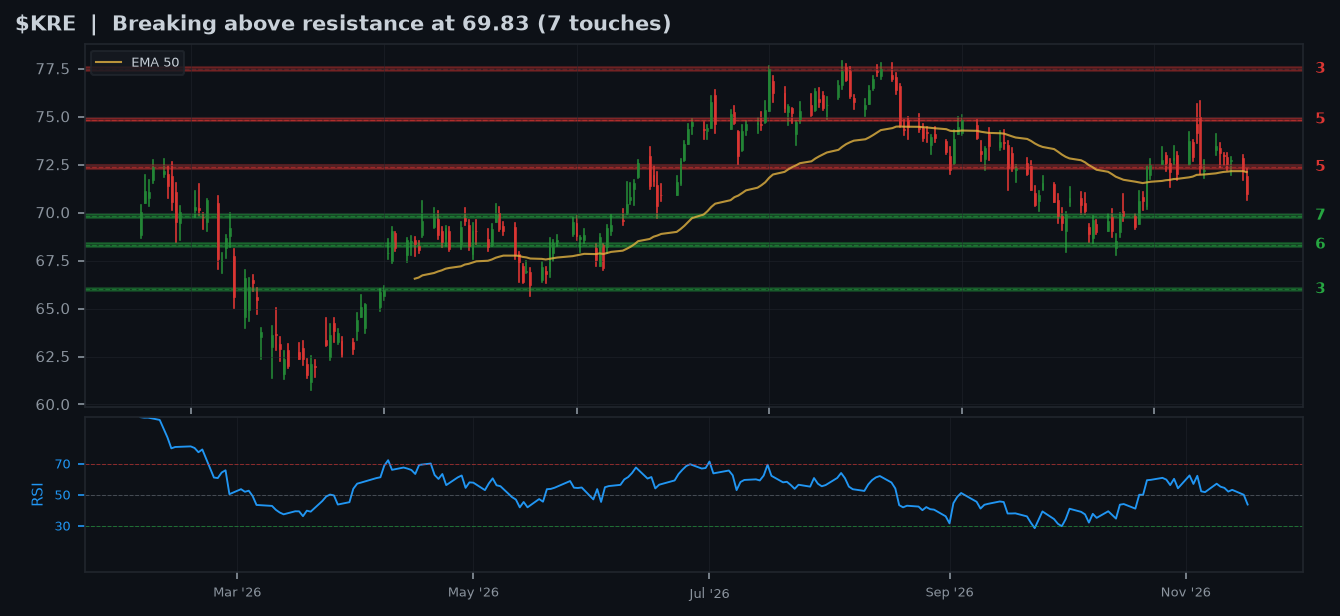 $KRE | Breaking above resistance at 69.83 (7 touches)
EMA 50
77.5
75.0
72.5
70.0
67.5
65.0
62.5
60.0
3
5
5
7
6
3
RSI
70
50
30
Mar '26
May '26
Jul '26
Sep '26
Nov '26